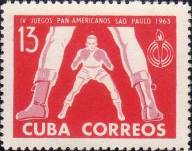 IV JUEGOS PAN AMERICANOS SAO PAULO 1963
13
CUBA CORREOS